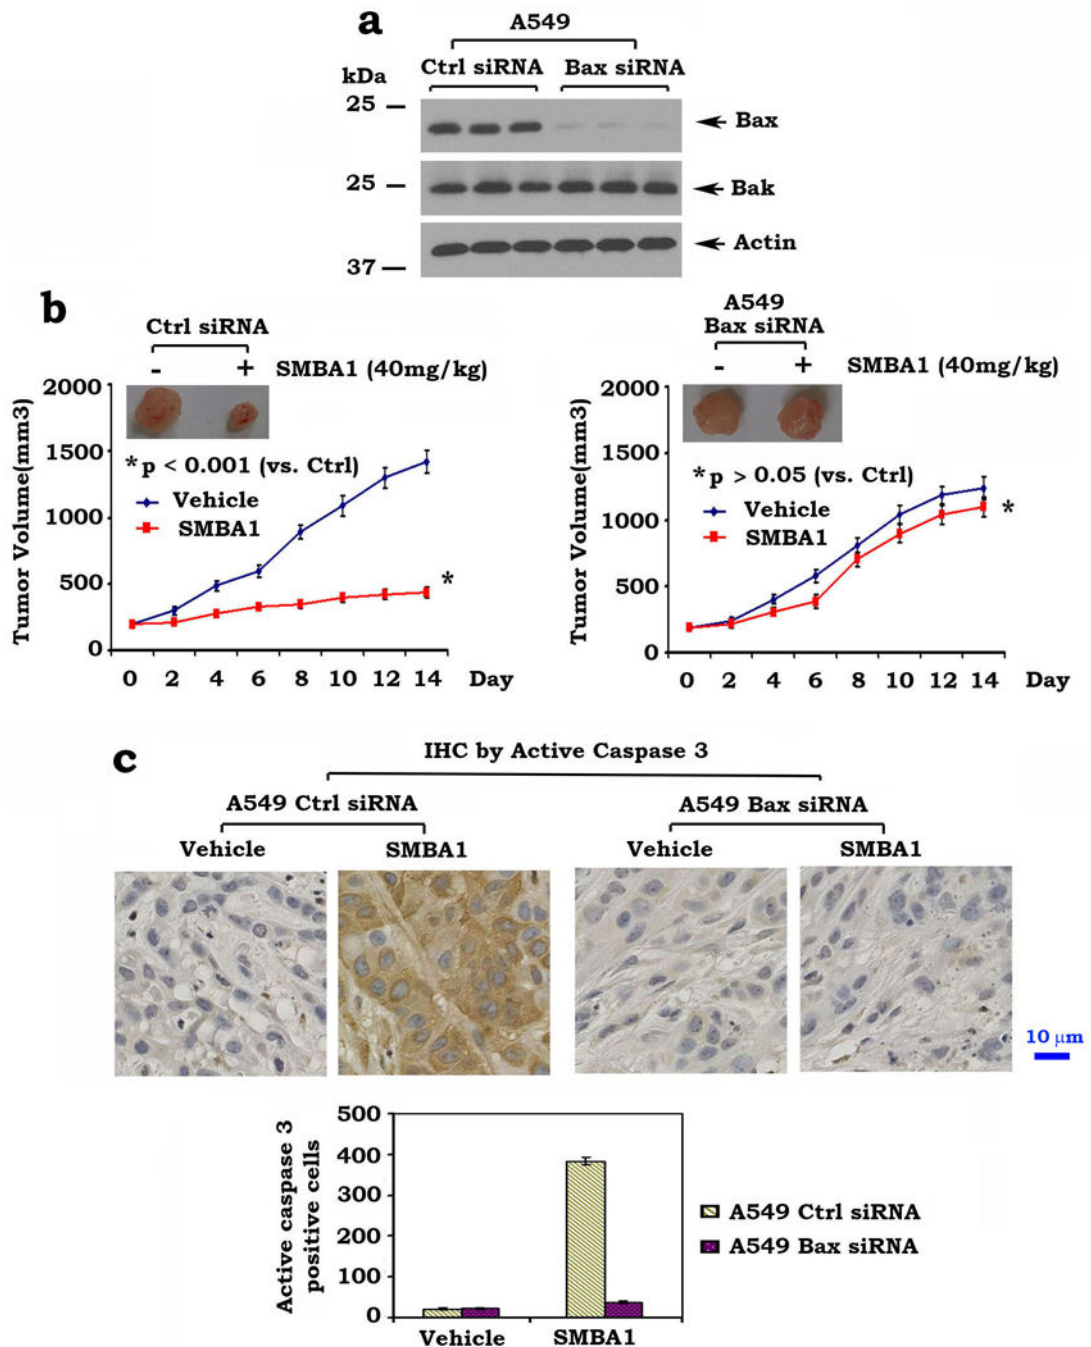 a
A549
Ctrl siRNA Bax siRNA
kDa
25
Bax
25
Bak
Actin
37
b
Ctrl siRNA
- + SMBA1 (40mg/kg)
2000
1500
1000
500
0
Tumor Volume(mm3)
*p < 0.001 (vs. Ctrl)
Vehicle
SMBA1
*
0 2 4 6 8 10 12 14 Day
A549
Bax siRNA
- + SMBA1 (40mg/kg)
2000
1500
1000
500
0
Tumor Volume(mm3)
*p > 0.05 (vs. Ctrl)
Vehicle
SMBA1
*
0 2 4 6 8 10 12 14 Day
c
IHC by Active Caspase 3
A549 Ctrl siRNA A549 Bax siRNA
Vehicle SMBA1 Vehicle SMBA1
10 µm
500
400
300
200
100
0
Active caspase 3
positive cells
Vehicle SMBA1
A549 Ctrl siRNA
A549 Bax siRNA